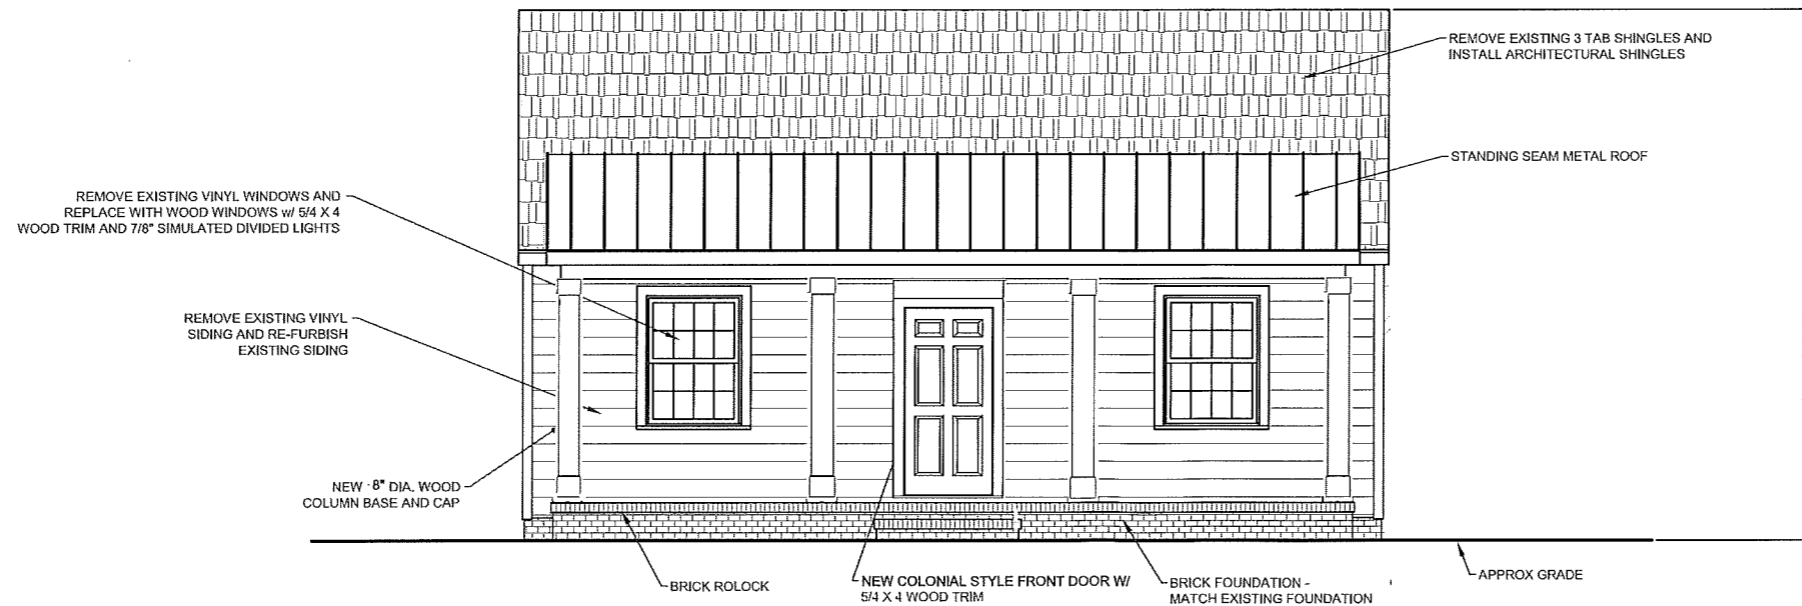 REMOVE EXISTING 3 TAB SHINGLES AND
INSTALL ARCHITECTURAL SHINGLES
STANDING SEAM METAL ROOF
REMOVE EXISTING VINYL WINDOWS AND
REPLACE WITH WOOD WINDOWS w/ 5/4 X 4
WOOD TRIM AND 7/8" SIMULATED DIVIDED LIGHTS
REMOVE EXISTING VINYL
SIDING AND RE-FURBISH
EXISTING SIDING
NEW 8" DIA. WOOD
COLUMN BASE AND CAP
BRICK ROLOCK
NEW COLONIAL STYLE FRONT DOOR W/
5/4 X 4 WOOD TRIM
BRICK FOUNDATION -
MATCH EXISTING FOUNDATION
APPROX GRADE